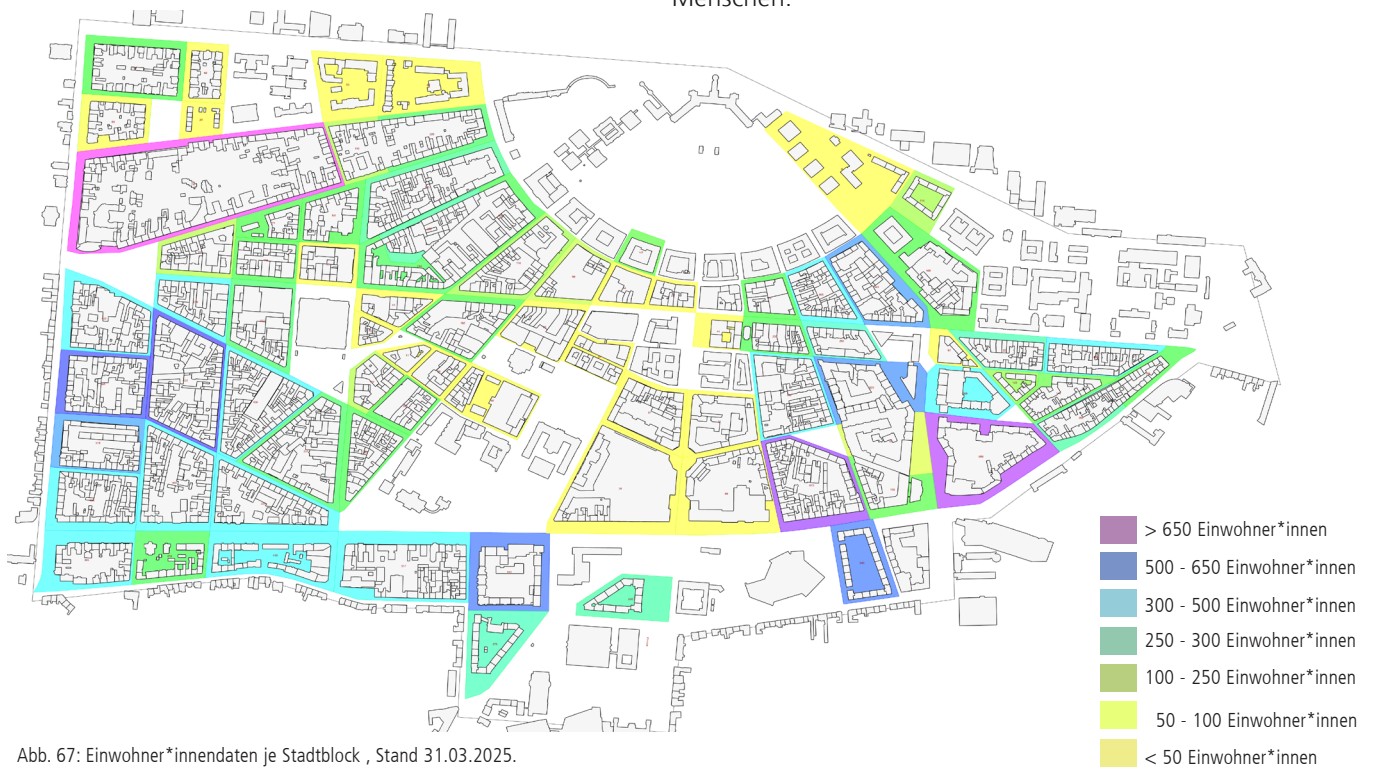 Menschen.
> 650 Einwohner*innen
500 - 650 Einwohner*innen
300 - 500 Einwohner*innen
250 - 300 Einwohner*innen
100 - 250 Einwohner*innen
50 - 100 Einwohner*innen
< 50 Einwohner*innen
Abb. 67: Einwohner*innendaten je Stadtblock , Stand 31.03.2025.